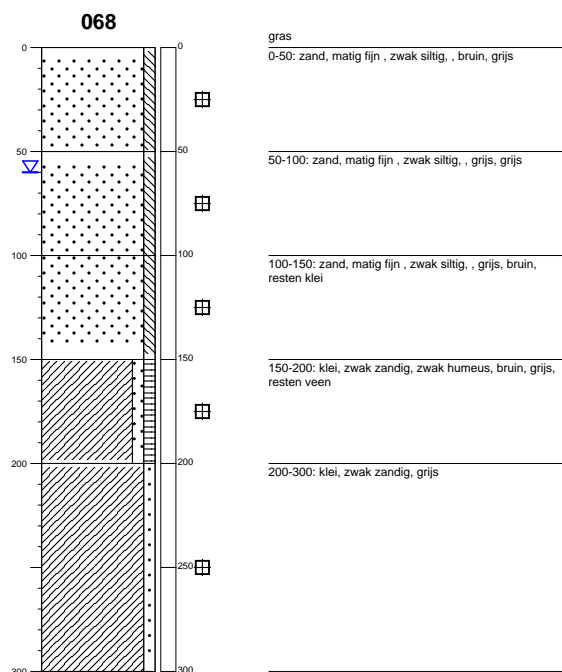 068
gras
0
0
0-50: zand, matig fijn , zwak siltig, , bruin, grijs
50
50
50-100: zand, matig fijn , zwak siltig, , grijs, grijs
100
100
100-150: zand, matig fijn , zwak siltig, , grijs, bruin,
resten klei
150
150
150-200: klei, zwak zandig, zwak humeus, bruin, grijs,
resten veen
200
200
200-300: klei, zwak zandig, grijs
250
300
300